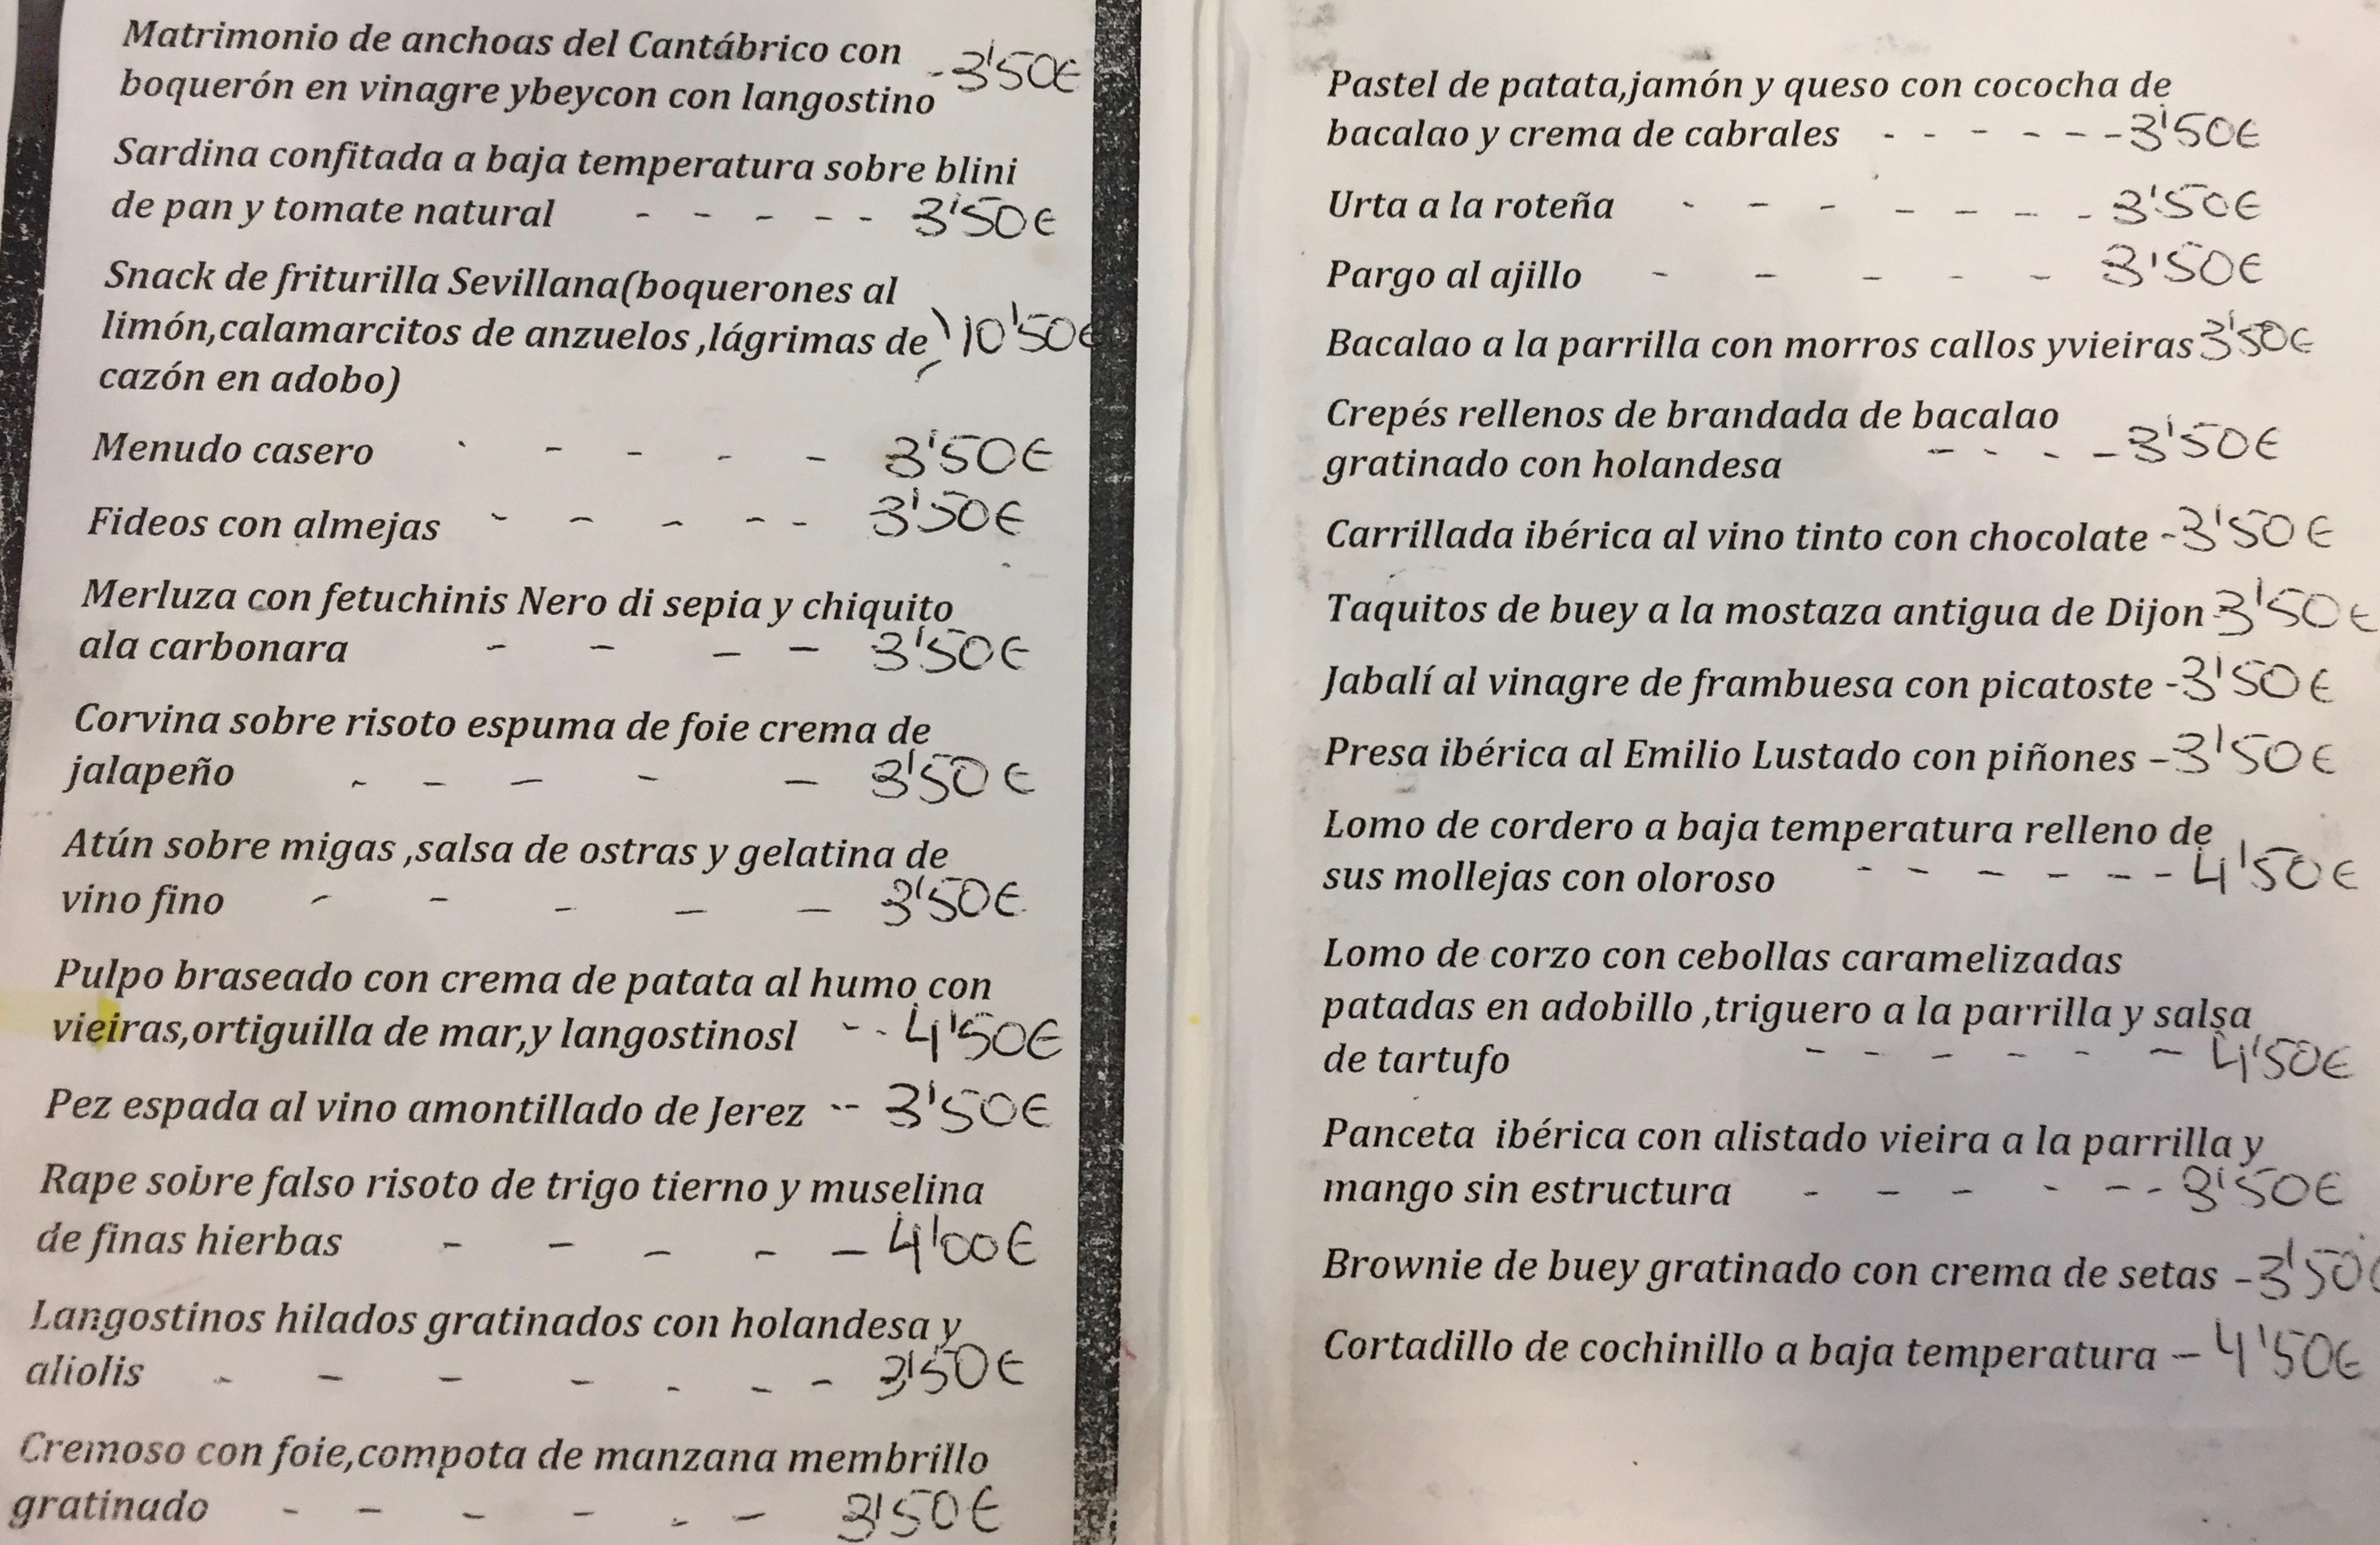 Matrimonio de anchoas del Cantábrico con
boquerón en vinagre ybeycon con langostino -3'50€
Sardina confitada a baja temperatura sobre blini
de pan y tomate natural - - - - - 3'50€
Snack de friturilla Sevillana(boquerones al
limón,calamarcitos de anzuelos ,lágrimas de 10'50€
cazón en adobo)
Menudo casero - - - - - 3'50€
Fideos con almejas - - - - - 3'50€
Merluza con fetuchinis Nero di sepia y chiquito
ala carbonara - - - - 3'50€
Corvina sobre risoto espuma de foie crema de
jalapeño - - - - - 3'50€
Atún sobre migas ,salsa de ostras y gelatina de
vino fino - - - - - 3'50€
Pulpo braseado con crema de patata al humo con
vieiras,ortiguilla de mar,y langostinosl - - 4'50€
Pez espada al vino amontillado de Jerez -- 3'50€
Rape sobre falso risoto de trigo tierno y muselina
de finas hierbas - - - - - 4'00€
Langostinos hilados gratinados con holandesa y
aliolis - - - - - - - 3'50€
Cremoso con foie,compota de manzana membrillo
gratinado - - - - - - 3'50€
Pastel de patata,jamón y queso con cococha de
bacalao y crema de cabrales - - - - - - 3'50€
Urta a la roteña - - - - - - - 3'50€
Pargo al ajillo - - - - - 3'50€
Bacalao a la parrilla con morros callos yvieiras 3'50€
Crepés rellenos de brandada de bacalao
gratinado con holandesa - - - - 3'50€
Carrillada ibérica al vino tinto con chocolate -3'50€
Taquitos de buey a la mostaza antigua de Dijon 3'50€
Jabalí al vinagre de frambuesa con picatoste -3'50€
Presa ibérica al Emilio Lustado con piñones -3'50€
Lomo de cordero a baja temperatura relleno de
sus mollejas con oloroso - - - - - - 4'50€
Lomo de corzo con cebollas caramelizadas
patadas en adobillo ,triguero a la parrilla y salsa
de tartufo - - - - - - 4'50€
Panceta ibérica con alistado vieira a la parrilla y
mango sin estructura - - - - - - 3'50€
Brownie de buey gratinado con crema de setas -3'50
Cortadillo de cochinillo a baja temperatura - 4'50€